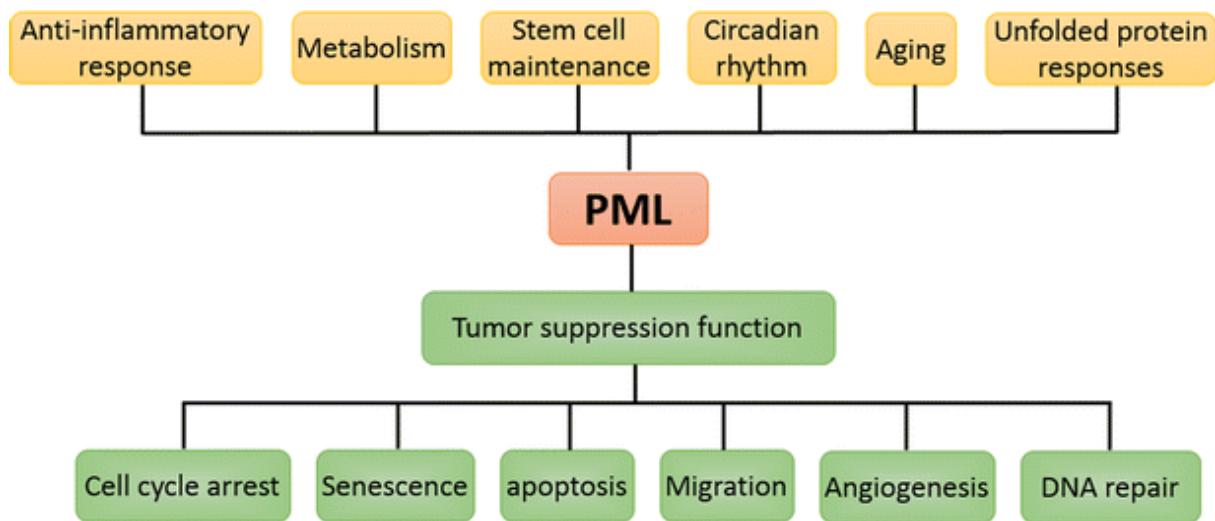 Anti-inflammatory
response
Metabolism
Stem cell
maintenance
Circadian
rhythm
Aging
Unfolded protein
responses
PML
Tumor suppression function
Cell cycle arrest
Senescence
apoptosis
Migration
Angiogenesis
DNA repair